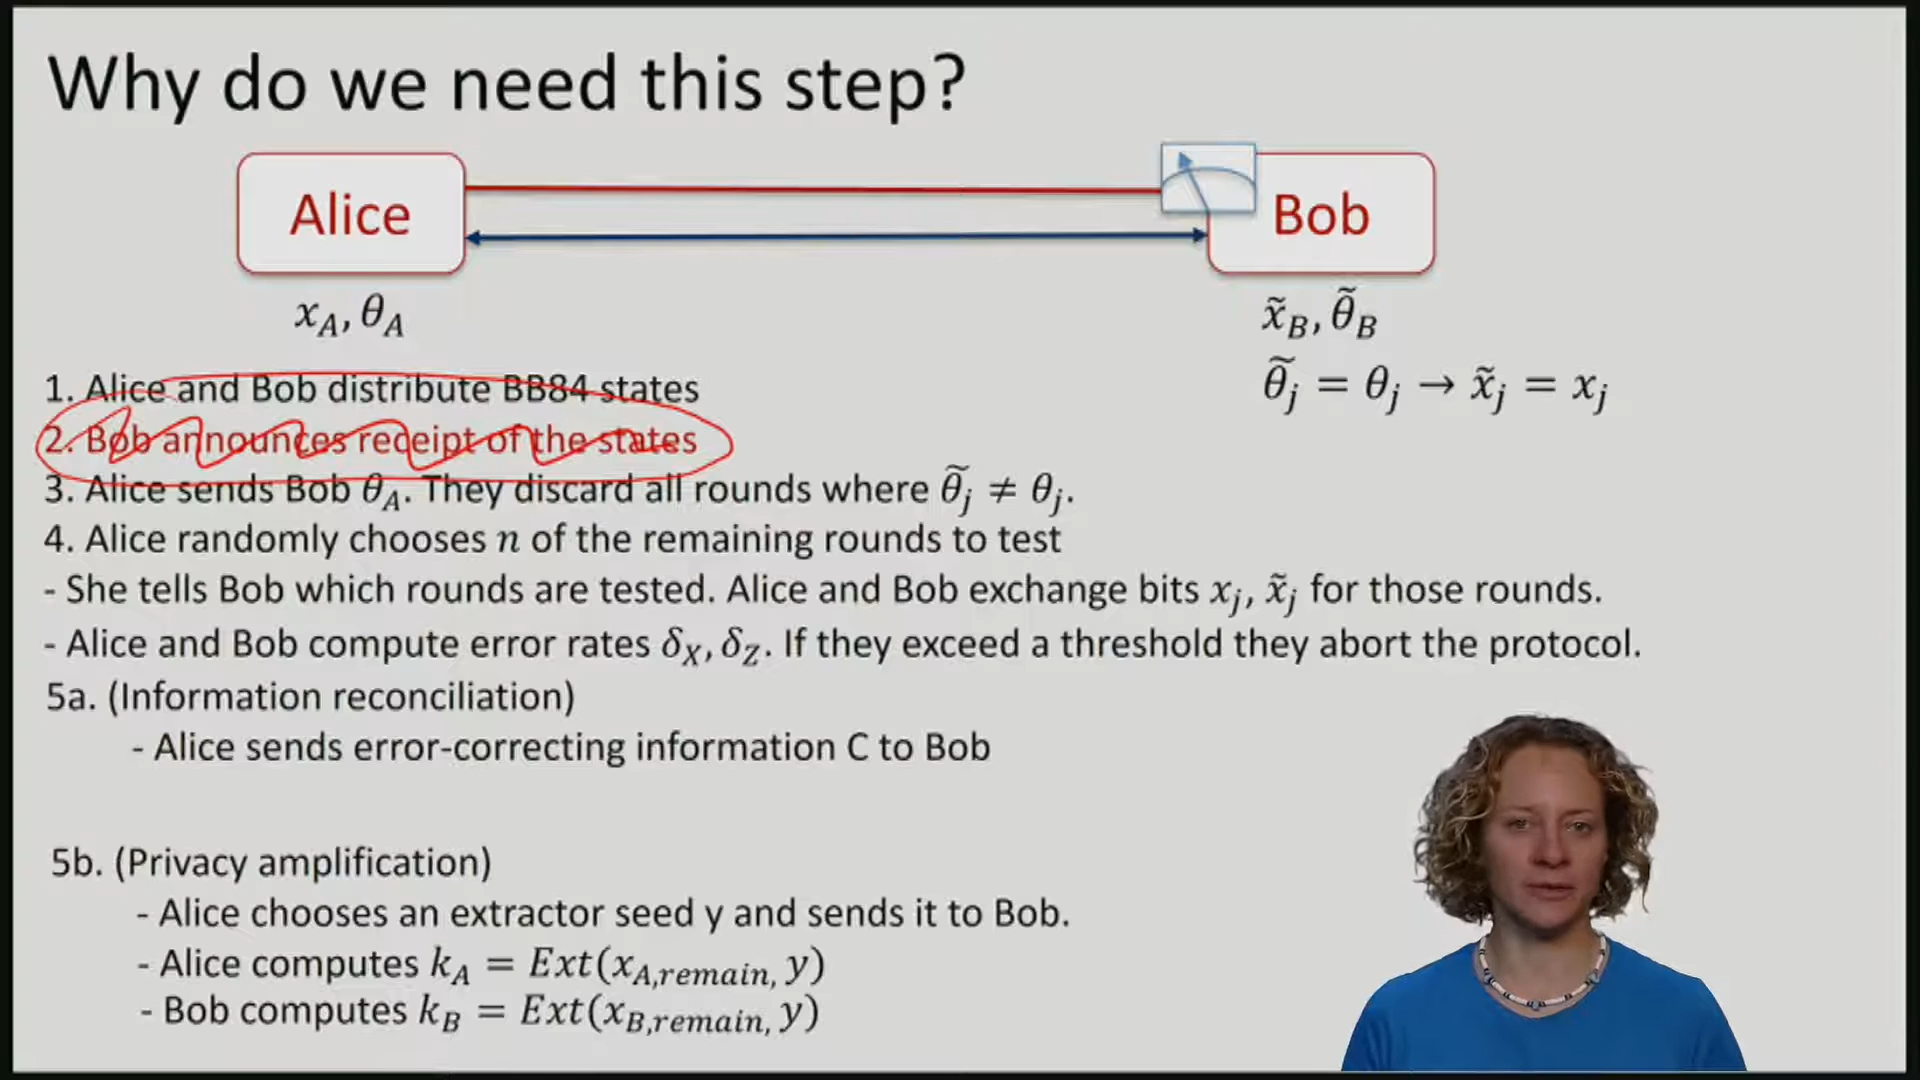 Why do we need this step?
Alice
Bob
x_A, θ_A
x̃_B, θ̃_B
θ̃_j = θ_j → x̃_j = x_j
1. Alice and Bob distribute BB84 states
2. Bob announces receipt of the states
3. Alice sends Bob θ_A. They discard all rounds where θ̃_j ≠ θ_j.
4. Alice randomly chooses n of the remaining rounds to test
- She tells Bob which rounds are tested. Alice and Bob exchange bits x_j, x̃_j for those rounds.
- Alice and Bob compute error rates δ_X, δ_Z. If they exceed a threshold they abort the protocol.
5a. (Information reconciliation)
- Alice sends error-correcting information C to Bob
5b. (Privacy amplification)
- Alice chooses an extractor seed y and sends it to Bob.
- Alice computes k_A = Ext(x_A,remain, y)
- Bob computes k_B = Ext(x_B,remain, y)